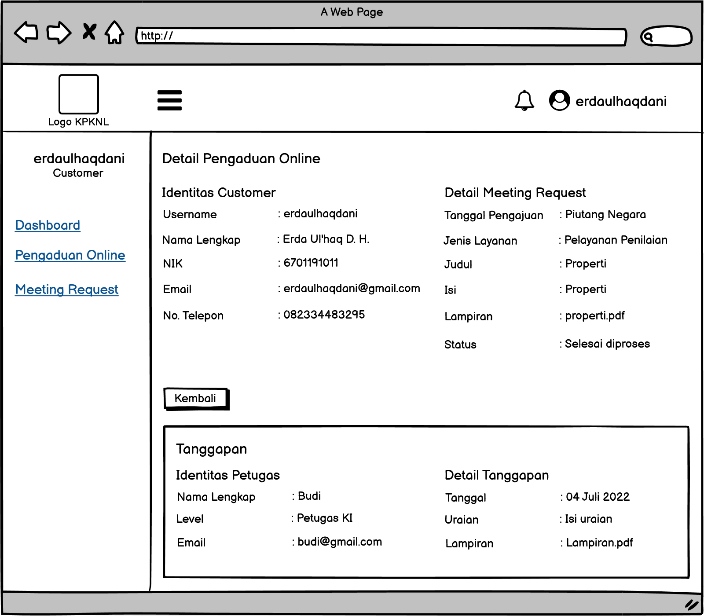 A Web Page
http://
Logo KPKNL
erdaulhaqdani
erdaulhaqdani
Customer
Dashboard
Pengaduan Online
Meeting Request
Detail Pengaduan Online
Identitas Customer
Username : erdaulhaqdani
Nama Lengkap : Erda Ul'haq D. H.
NIK : 6701191011
Email : erdaulhaqdani@gmail.com
No. Telepon : 082334483295
Detail Meeting Request
Tanggal Pengajuan : Piutang Negara
Jenis Layanan : Pelayanan Penilaian
Judul : Properti
Isi : Properti
Lampiran : properti.pdf
Status : Selesai diproses
Kembali
Tanggapan
Identitas Petugas
Nama Lengkap : Budi
Level : Petugas KI
Email : budi@gmail.com
Detail Tanggapan
Tanggal : 04 Juli 2022
Uraian : Isi uraian
Lampiran : Lampiran.pdf